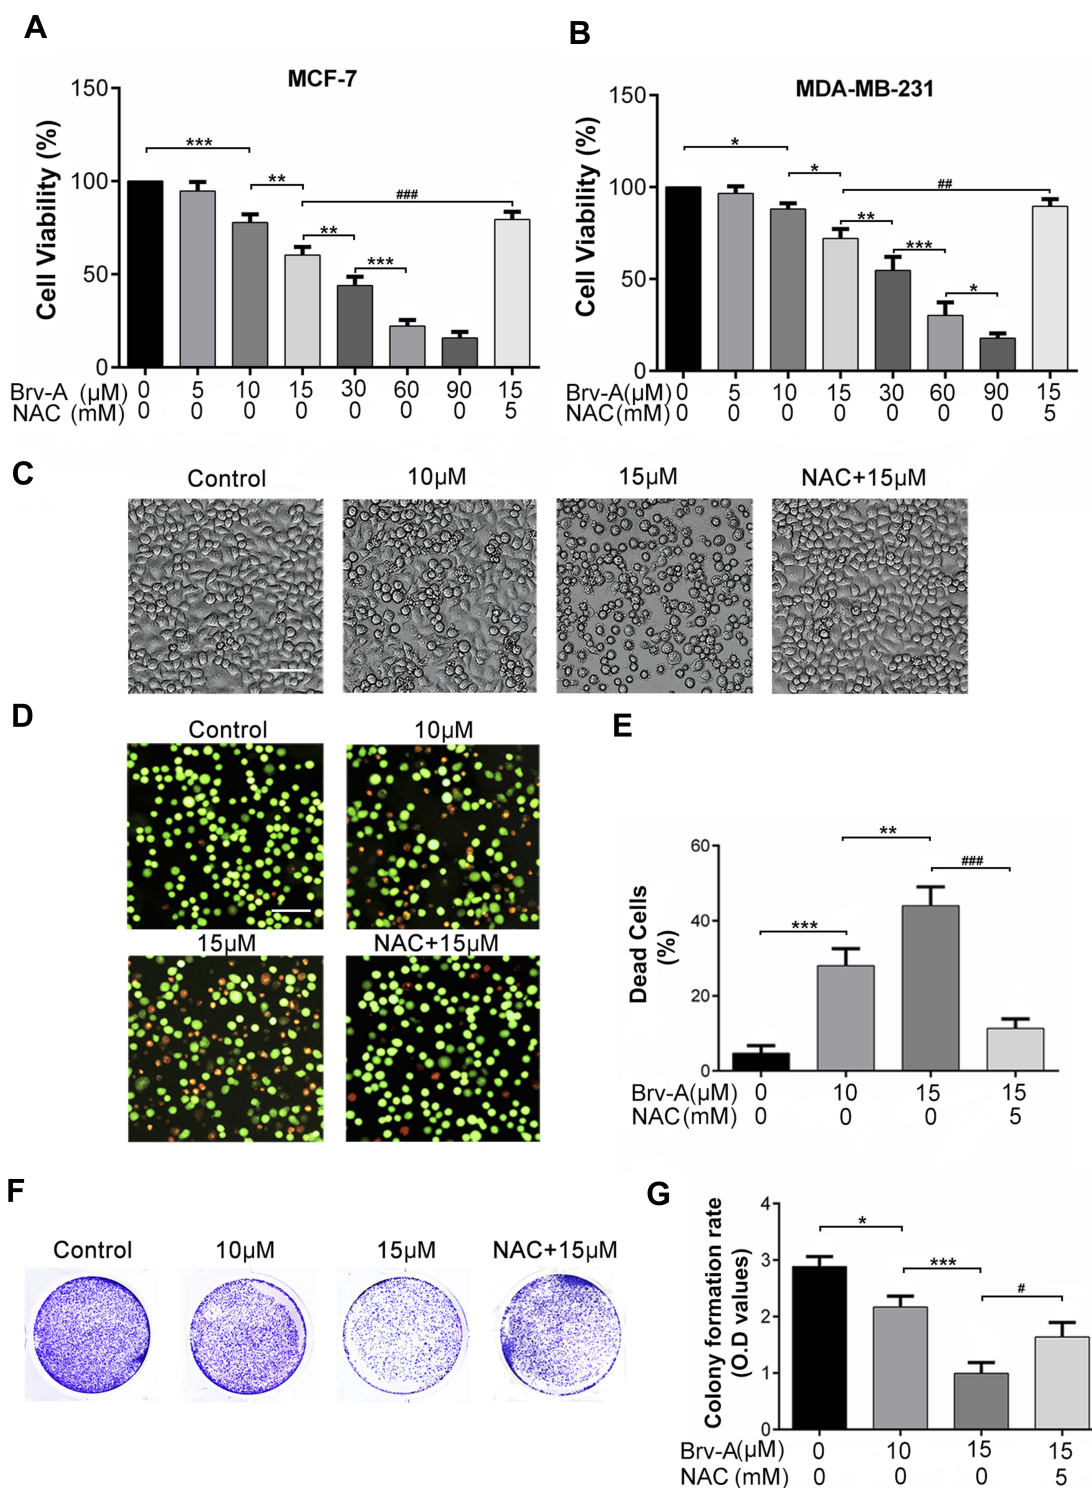 A
B
MCF-7
MDA-MB-231
Cell Viability (%)
150
100
50
0
***
**
###
**
***
Brv-A (μM) 0 5 10 15 30 60 90 15
NAC (mM) 0 0 0 0 0 0 0 5
Cell Viability (%)
150
100
50
0
*
*
##
**
***
*
Brv-A(μM) 0 5 10 15 30 60 90 15
NAC(mM) 0 0 0 0 0 0 0 5
C
Control 10μM 15μM NAC+15μM
D
Control 10μM
15μM NAC+15μM
E
Dead Cells
(%)
60
40
20
0
**
###
***
Brv-A(μM) 0 10 15 15
NAC(mM) 0 0 0 5
F
Control 10μM 15μM NAC+15μM
G
Colony formation rate
(O.D values)
4
3
2
1
0
*
***
#
Brv-A(μM) 0 10 15 15
NAC (mM) 0 0 0 5